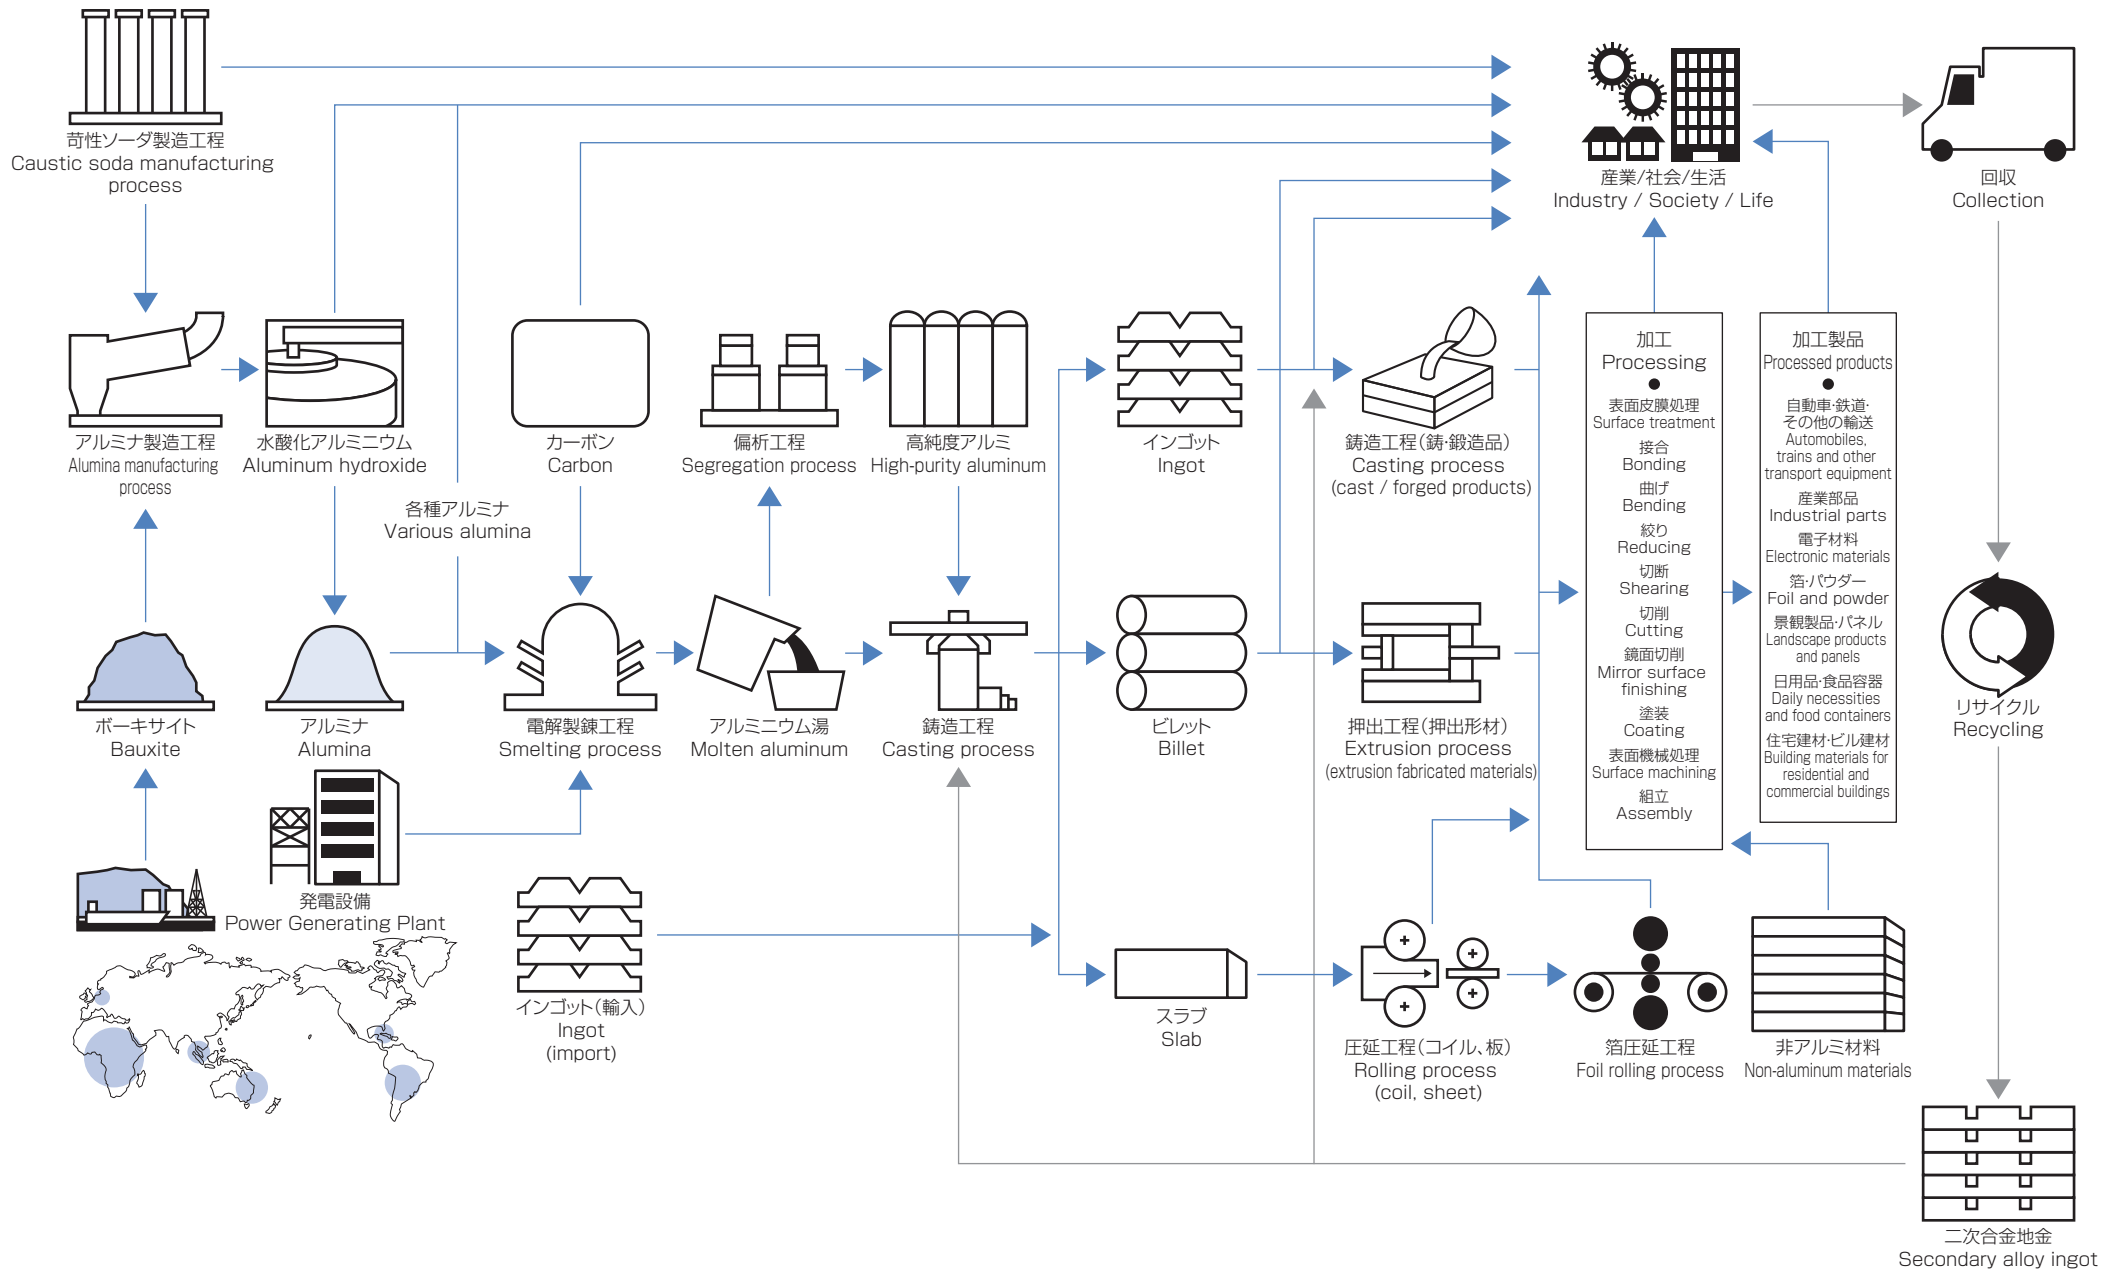 苛性ソーダ製造工程
Caustic soda manufacturing
process
産業/社会/生活
Industry / Society / Life
回収
Collection
アルミナ製造工程
Alumina manufacturing
process
水酸化アルミニウム
Aluminum hydroxide
各種アルミナ
Various alumina
カーボン
Carbon
偏析工程
Segregation process
高純度アルミ
High-purity aluminum
インゴット
Ingot
鋳造工程(鋳・鍛造品)
Casting process
(cast / forged products)
加工
Processing
●
表面皮膜処理
Surface treatment
接合
Bonding
曲げ
Bending
絞り
Reducing
切断
Shearing
切削
Cutting
鏡面切削
Mirror surface
finishing
塗装
Coating
表面機械処理
Surface machining
組立
Assembly
加工製品
Processed products
●
自動車・鉄道・
その他の輸送
Automobiles,
trains and other
transport equipment
産業部品
Industrial parts
電子材料
Electronic materials
箔・パウダー
Foil and powder
景観製品・パネル
Landscape products
and panels
日用品・食品容器
Daily necessities
and food containers
住宅建材・ビル建材
Building materials for
residential and
commercial buildings
ボーキサイト
Bauxite
アルミナ
Alumina
電解製錬工程
Smelting process
アルミニウム湯
Molten aluminum
鋳造工程
Casting process
ビレット
Billet
押出工程(押出形材)
Extrusion process
(extrusion fabricated materials)
リサイクル
Recycling
発電設備
Power Generating Plant
インゴット(輸入)
Ingot
(import)
スラブ
Slab
圧延工程(コイル、板)
Rolling process
(coil, sheet)
箔圧延工程
Foil rolling process
非アルミ材料
Non-aluminum materials
二次合金地金
Secondary alloy ingot